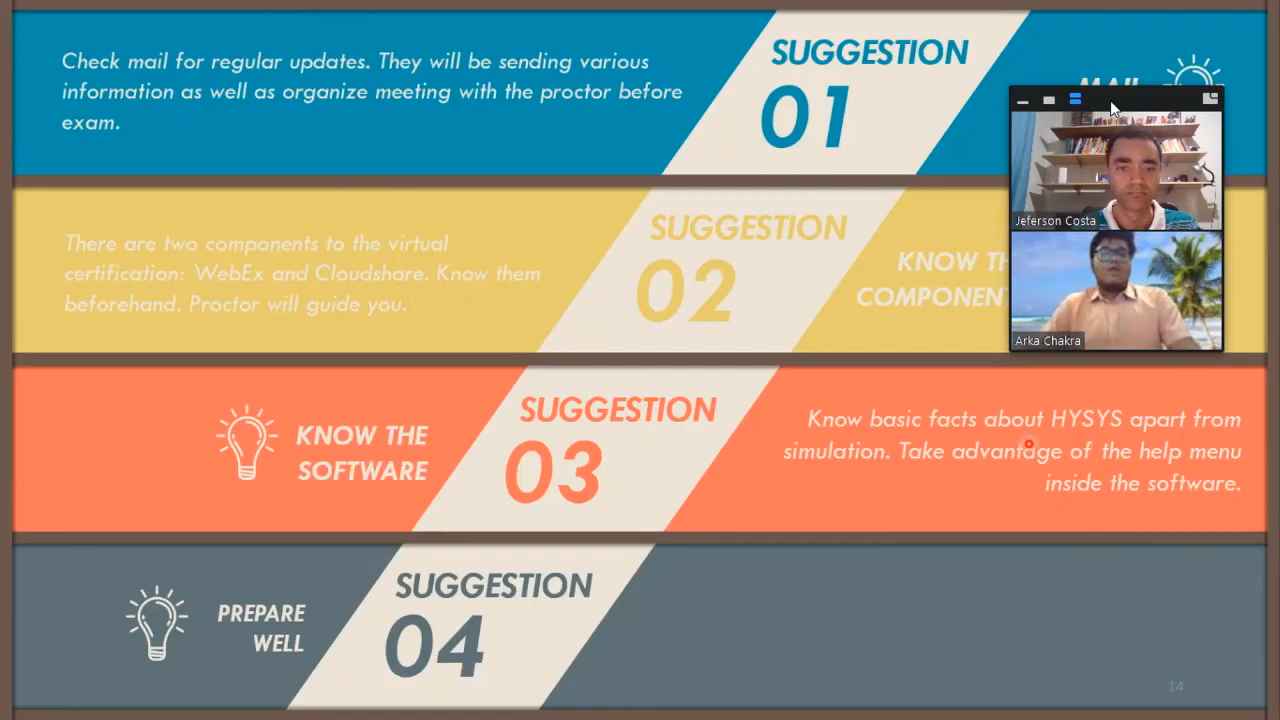 Check mail for regular updates. They will be sending various
information as well as organize meeting with the proctor before
exam.
SUGGESTION
01
There are two components to the virtual
certification: WebEx and Cloudshare. Know them
beforehand. Proctor will guide you.
SUGGESTION
02
KNOW
Jeferson Costa
Arka Chakra
KNOW THE
SOFTWARE
SUGGESTION
03
Know basic facts about HYSYS apart from
simulation. Take advantage of the help menu
inside the software.
PREPARE
WELL
SUGGESTION
04
14